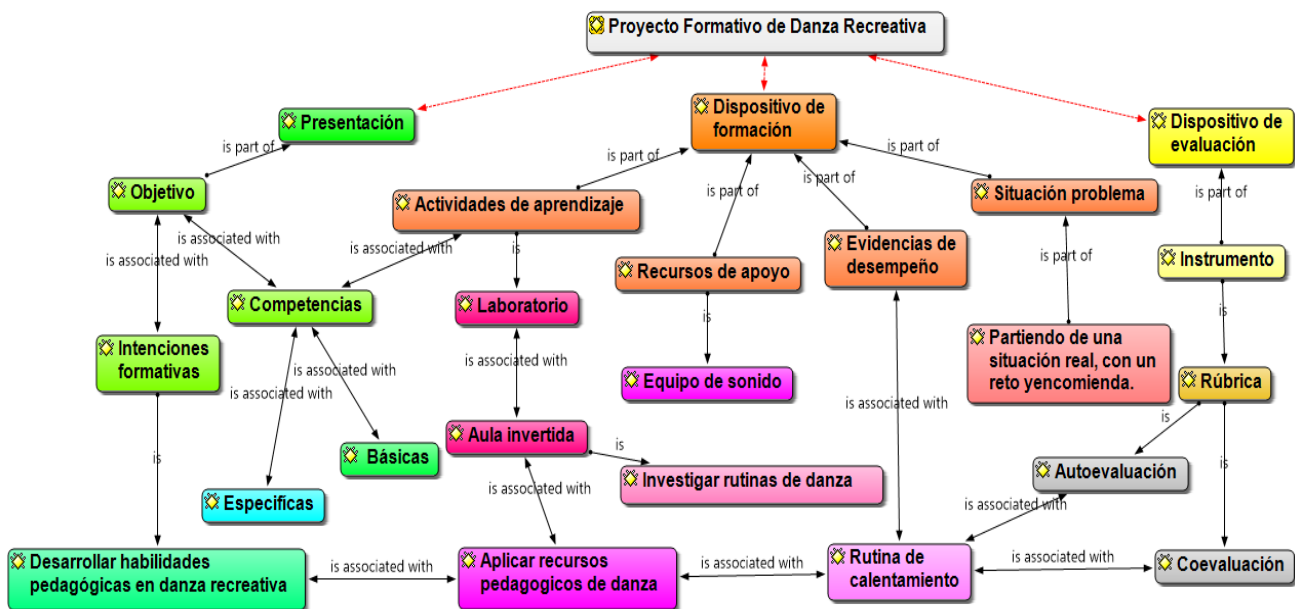 Proyecto Formativo de Danza Recreativa
Presentación
Dispositivo de
formación
Dispositivo de
evaluación
is part of
is part of
is part of
is part of
is part of
is part of
Objetivo
Actividades de aprendizaje
Situación problema
is associated with
is associated with
is associated with
is
Evidencias de
desempeño
Recursos de apoyo
is part of
Instrumento
Competencias
Laboratorio
is
is
Intenciones
formativas
is associated with
is associated with
is associated with
Partiendo de una
situación real, con un
reto yencomienda.
Equipo de sonido
Rúbrica
is associated with
is
Aula invertida
is
Básicas
is
is
Investigar rutinas de danza
Autoevaluación
Especificas
is associated with
is associated with
Desarrollar habilidades
pedagógicas en danza recreativa
is associated with
Aplicar recursos
pedagogicos de danza
is associated with
Rutina de
calentamiento
is associated with
Coevaluación